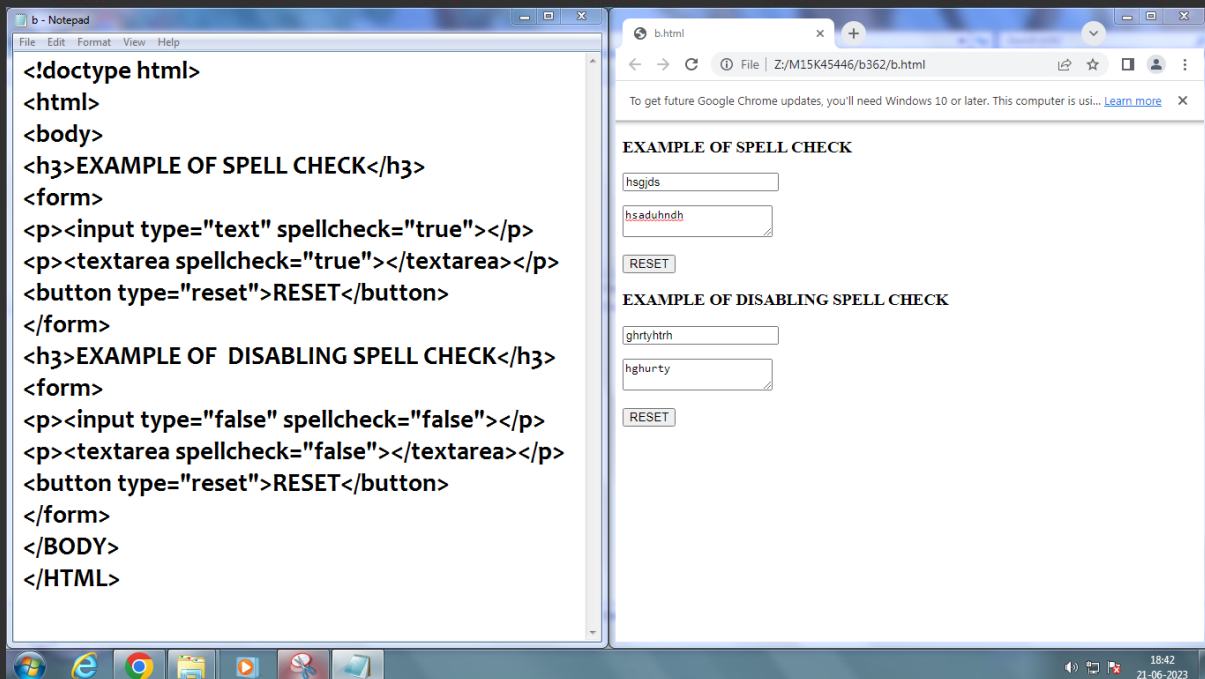 b - Notepad
File Edit Format View Help
<!doctype html>
<html>
<body>
<h3>EXAMPLE OF SPELL CHECK</h3>
<form>
<p><input type="text" spellcheck="true"></p>
<p><textarea spellcheck="true"></textarea></p>
<button type="reset">RESET</button>
</form>
<h3>EXAMPLE OF  DISABLING SPELL CHECK</h3>
<form>
<p><input type="false" spellcheck="false"></p>
<p><textarea spellcheck="false"></textarea></p>
<button type="reset">RESET</button>
</form>
</BODY>
</HTML>
b.html
File Z:/M15K45446/b362/b.html
To get future Google Chrome updates, you'll need Windows 10 or later. This computer is usi... Learn more
EXAMPLE OF SPELL CHECK
hsgjds
hsaduhndh
RESET
EXAMPLE OF DISABLING SPELL CHECK
ghrtyhtrh
hghurty
RESET
18:42
21-06-2023